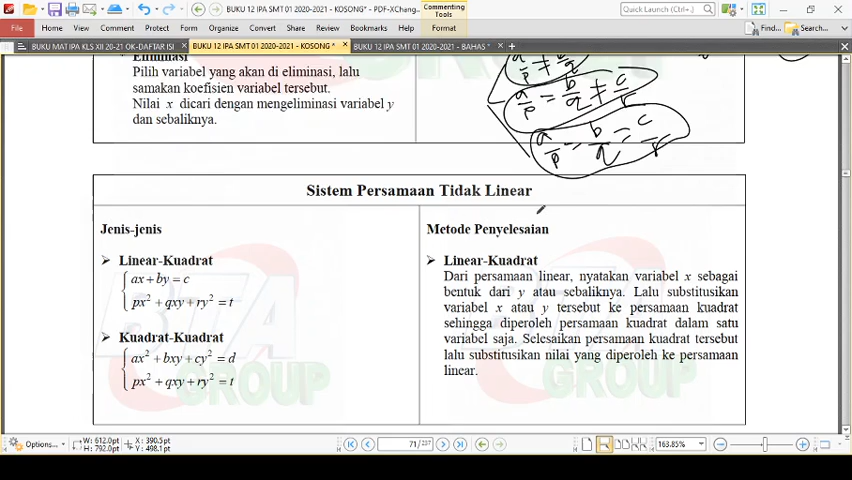 Commenting
Tools
BUKU 12 IPA SMT 01 2020-2021 - KOSONG* - PDF-XChang
Quick Launch (Ctrl+.)
File
Home
View
Comment
Protect
Form
Organize
Convert
Share
Review
Bookmarks
Help
Format
Find...
Search...
BUKU MAT IPA KLS XII 20-21 OK-DAFTAR ISI
BUKU 12 IPA SMT 01 2020-2021 - KOSONG *
BUKU 12 IPA SMT 01 2020-2021 - BAHAS *
Eliminasi
Pilih variabel yang akan di eliminasi, lalu
samakan koefisien variabel tersebut.
Nilai x dicari dengan mengeliminasi variabel y
dan sebaliknya.
a/p = b/q ≠ c/r
a/p = b/q = c/r
Sistem Persamaan Tidak Linear
Jenis-jenis
➢ Linear-Kuadrat
ax + by = c
px² + qxy + ry² = t
➢ Kuadrat-Kuadrat
ax² + bxy + cy² = d
px² + qxy + ry² = t
Metode Penyelesaian
➢ Linear-Kuadrat
Dari persamaan linear, nyatakan variabel x sebagai
bentuk dari y atau sebaliknya. Lalu substitusikan
variabel x atau y tersebut ke persamaan kuadrat
sehingga diperoleh persamaan kuadrat dalam satu
variabel saja. Selesaikan persamaan kuadrat tersebut
lalu substitusikan nilai yang diperoleh ke persamaan
linear.
BTA
GROUP
BTA
GROUP
Options...
W: 612.0pt
H: 792.0pt
X: 390.5pt
Y: 498.1pt
71 / 237
163.85%